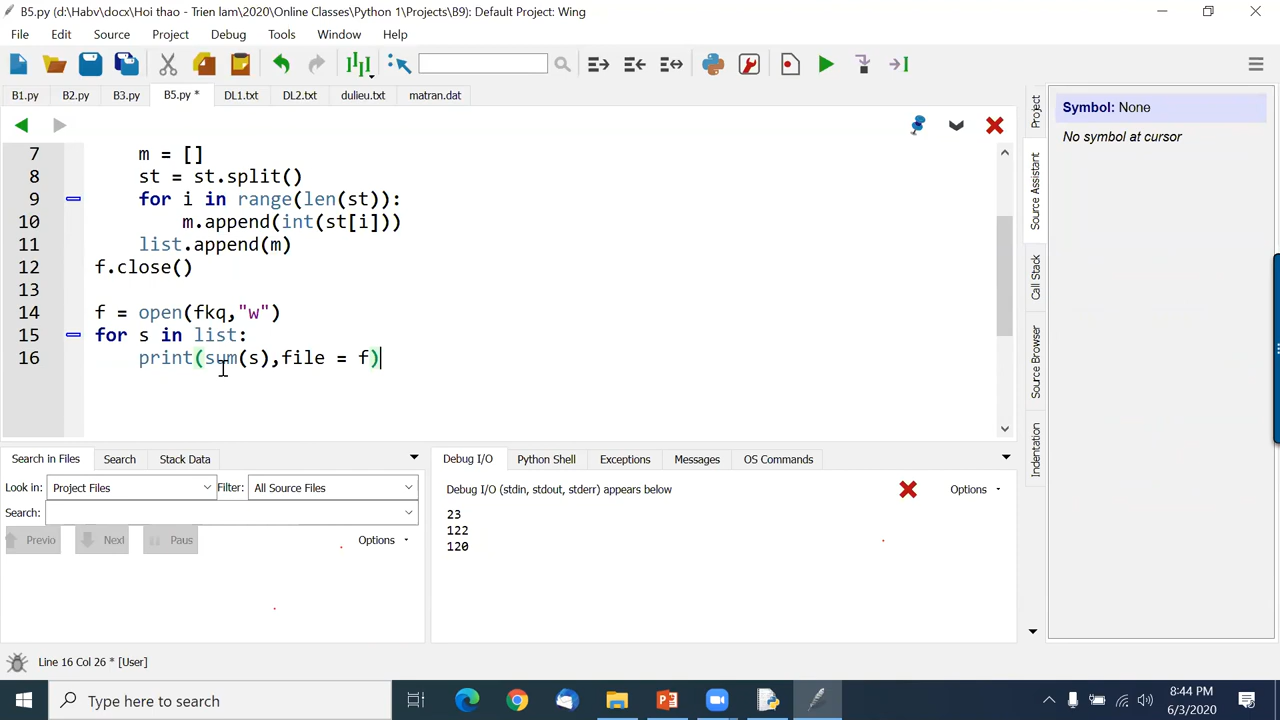 B5.py (d:\Habv\docx\Hoi thao - Trien lam\2020\Online Classes\Python 1\Projects\B9): Default Project: Wing
File Edit Source Project Debug Tools Window Help
B1.py B2.py B3.py B5.py * DL1.txt DL2.txt dulieu.txt matran.dat
7 m = []
8 st = st.split()
9 for i in range(len(st)):
10 m.append(int(st[i]))
11 list.append(m)
12 f.close()
13
14 f = open(fkq,"w")
15 for s in list:
16 print(sum(s),file = f)
Project
Source Assistant
Call Stack
Source Browser
Indentation
Symbol: None
No symbol at cursor
Search in Files Search Stack Data
Look in: Project Files Filter: All Source Files
Search:
Previo Next Paus Options
Debug I/O Python Shell Exceptions Messages OS Commands
Debug I/O (stdin, stdout, stderr) appears below Options
23
122
120
Line 16 Col 26 * [User]
Type here to search
8:44 PM
6/3/2020